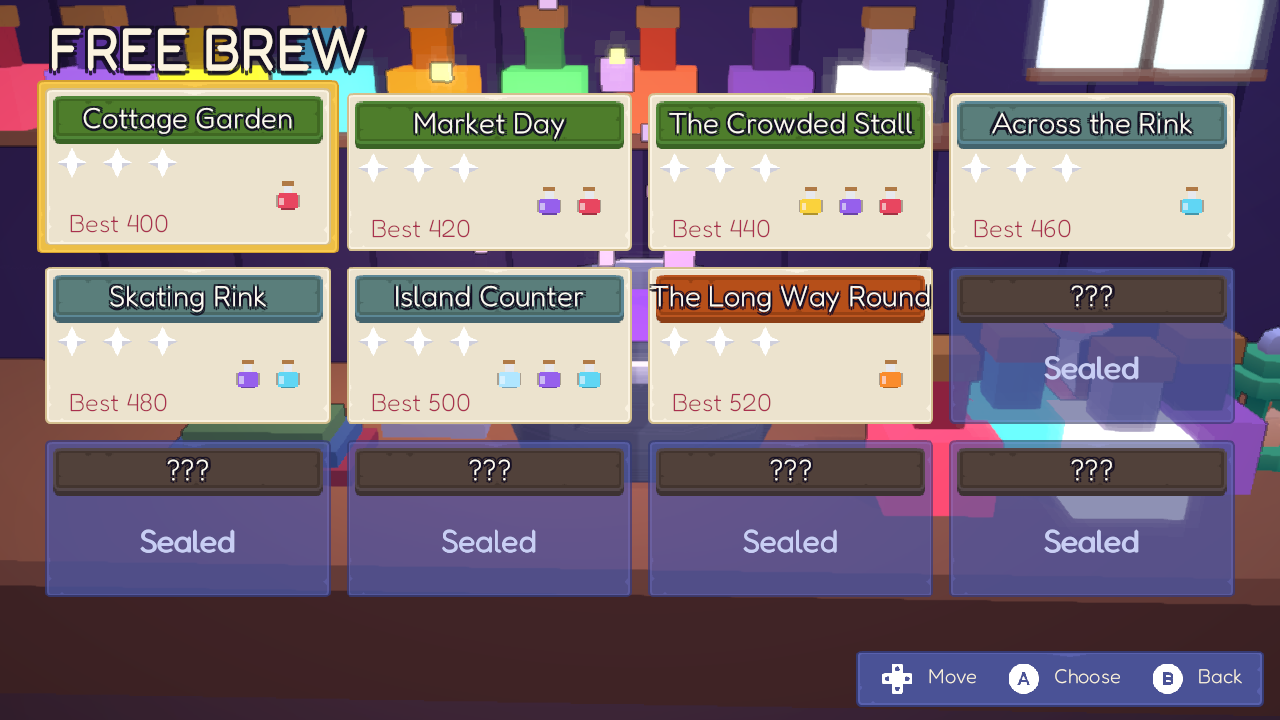 FREE BREW
Cottage Garden
Best 400
Market Day
Best 420
The Crowded Stall
Best 440
Across the Rink
Best 460
Skating Rink
Best 480
Island Counter
Best 500
The Long Way Round
Best 520
???
Sealed
???
Sealed
???
Sealed
???
Sealed
???
Sealed
A
B
Move
Choose
Back